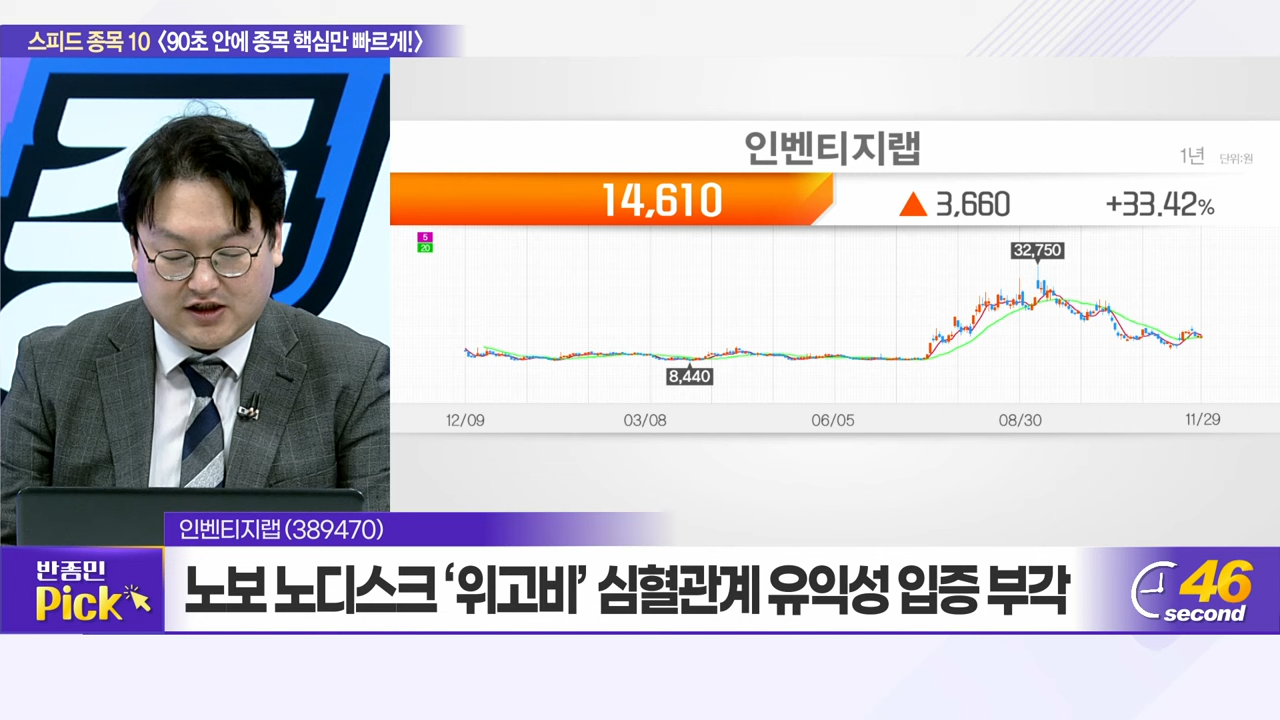 스피드 종목 10 〈90초 안에 종목 핵심만 빠르게!〉
인벤티지랩
1년 단위:원
14,610 ▲ 3,660 +33.42%
5
20
32,750
8,440
12/09 03/08 06/05 08/30 11/29
인벤티지랩(389470)
반종민
Pick
노보 노디스크 ‘위고비’ 심혈관계 유익성 입증 부각
46
second